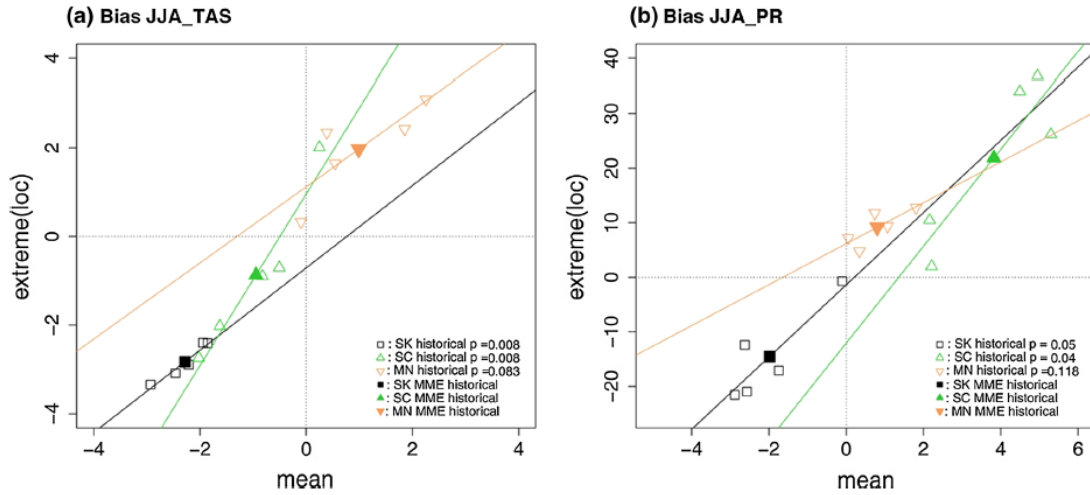 (a) Bias JJA_TAS
4
2
0
−2
−4
extreme(loc)
: SK historical p =0.008
: SC historical p =0.008
: MN historical p =0.083
: SK MME historical
: SC MME historical
: MN MME historical
−4 −2 0 2 4
mean
(b) Bias JJA_PR
40
30
20
10
0
−10
−20
extreme(loc)
: SK historical p = 0.05
: SC historical p = 0.04
: MN historical p =0.118
: SK MME historical
: SC MME historical
: MN MME historical
−4 −2 0 2 4 6
mean